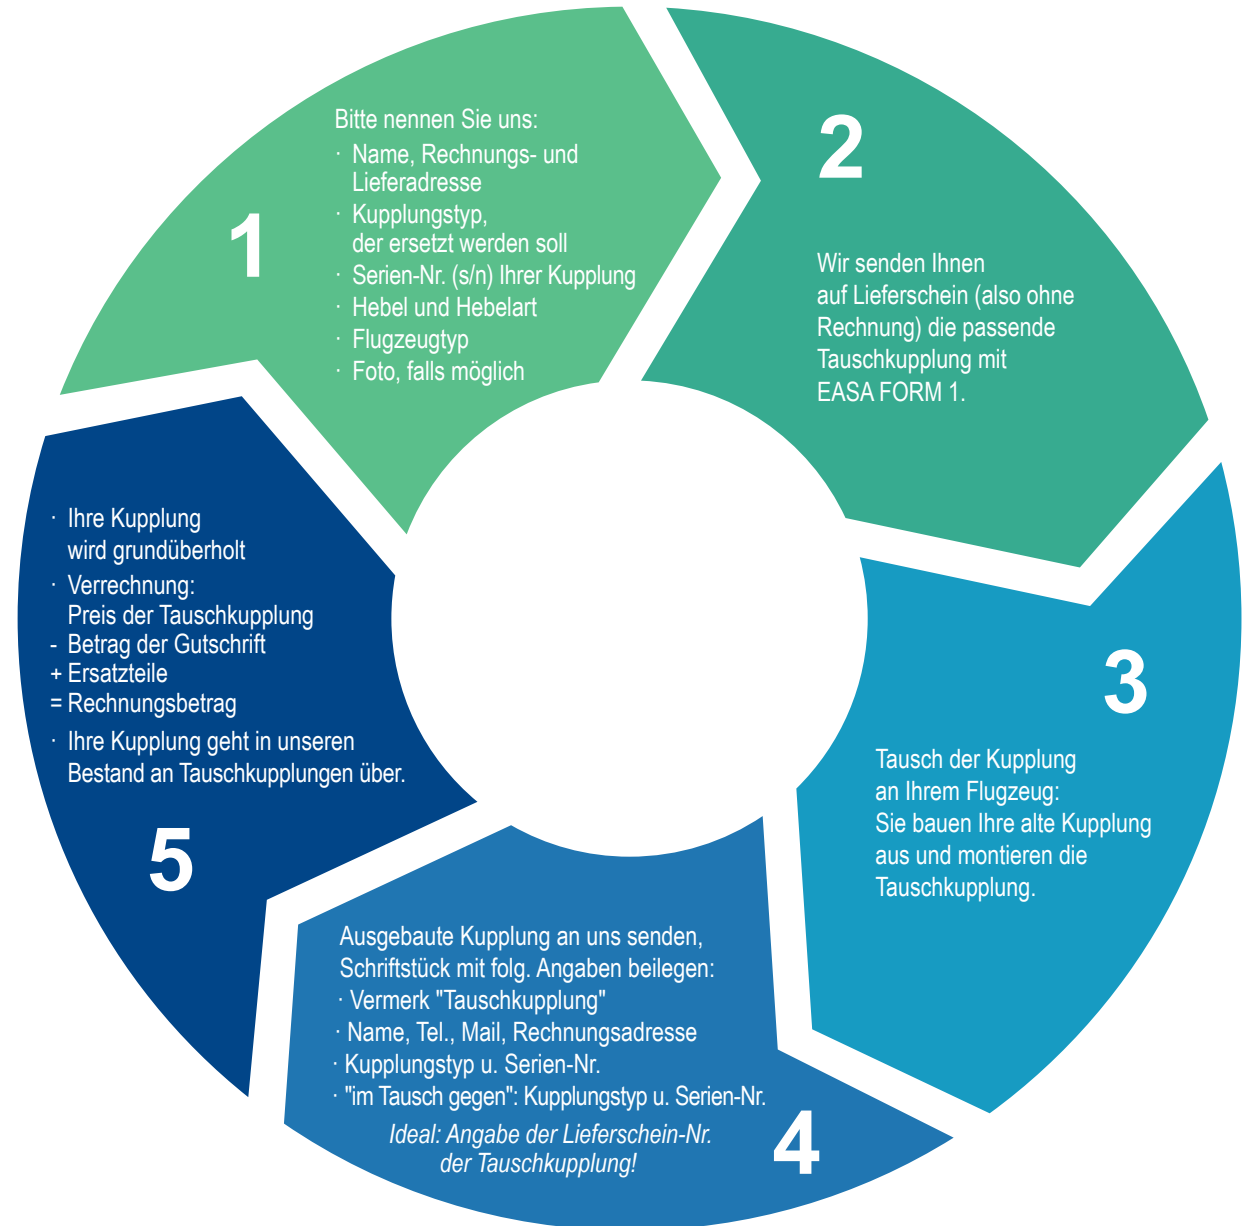 1
Bitte nennen Sie uns:
· Name, Rechnungs- und
Lieferadresse
· Kupplungstyp,
der ersetzt werden soll
· Serien-Nr. (s/n) Ihrer Kupplung
· Hebel und Hebelart
· Flugzeugtyp
· Foto, falls möglich
2
Wir senden Ihnen
auf Lieferschein (also ohne
Rechnung) die passende
Tauschkupplung mit
EASA FORM 1.
3
Tausch der Kupplung
an Ihrem Flugzeug:
Sie bauen Ihre alte Kupplung
aus und montieren die
Tauschkupplung.
Ausgebaute Kupplung an uns senden,
Schriftstück mit folg. Angaben beilegen:
· Vermerk "Tauschkupplung"
· Name, Tel., Mail, Rechnungsadresse
· Kupplungstyp u. Serien-Nr.
· "im Tausch gegen": Kupplungstyp u. Serien-Nr.
Ideal: Angabe der Lieferschein-Nr.
der Tauschkupplung!
4
· Ihre Kupplung
wird grundüberholt
· Verrechnung:
Preis der Tauschkupplung
- Betrag der Gutschrift
+ Ersatzteile
= Rechnungsbetrag
· Ihre Kupplung geht in unseren
Bestand an Tauschkupplungen über.
5